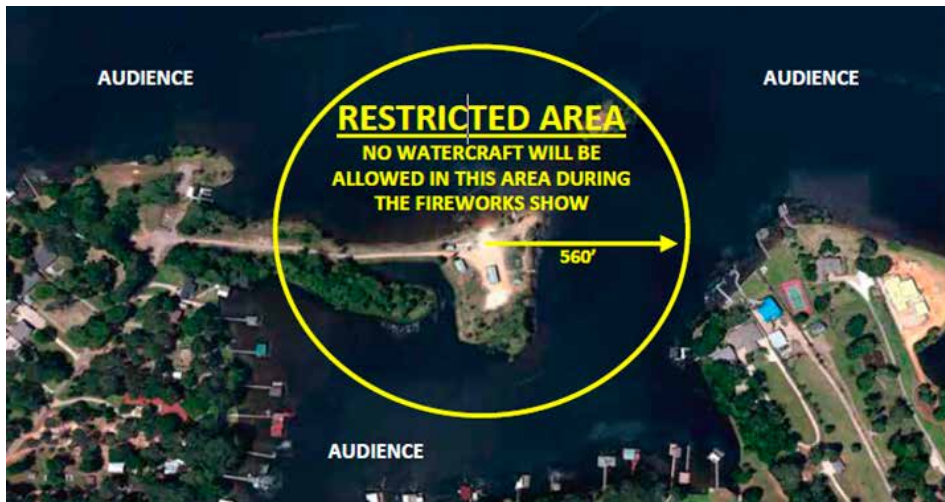 AUDIENCE
AUDIENCE
RESTRICTED AREA
NO WATERCRAFT WILL BE
ALLOWED IN THIS AREA DURING
THE FIREWORKS SHOW
560'
AUDIENCE